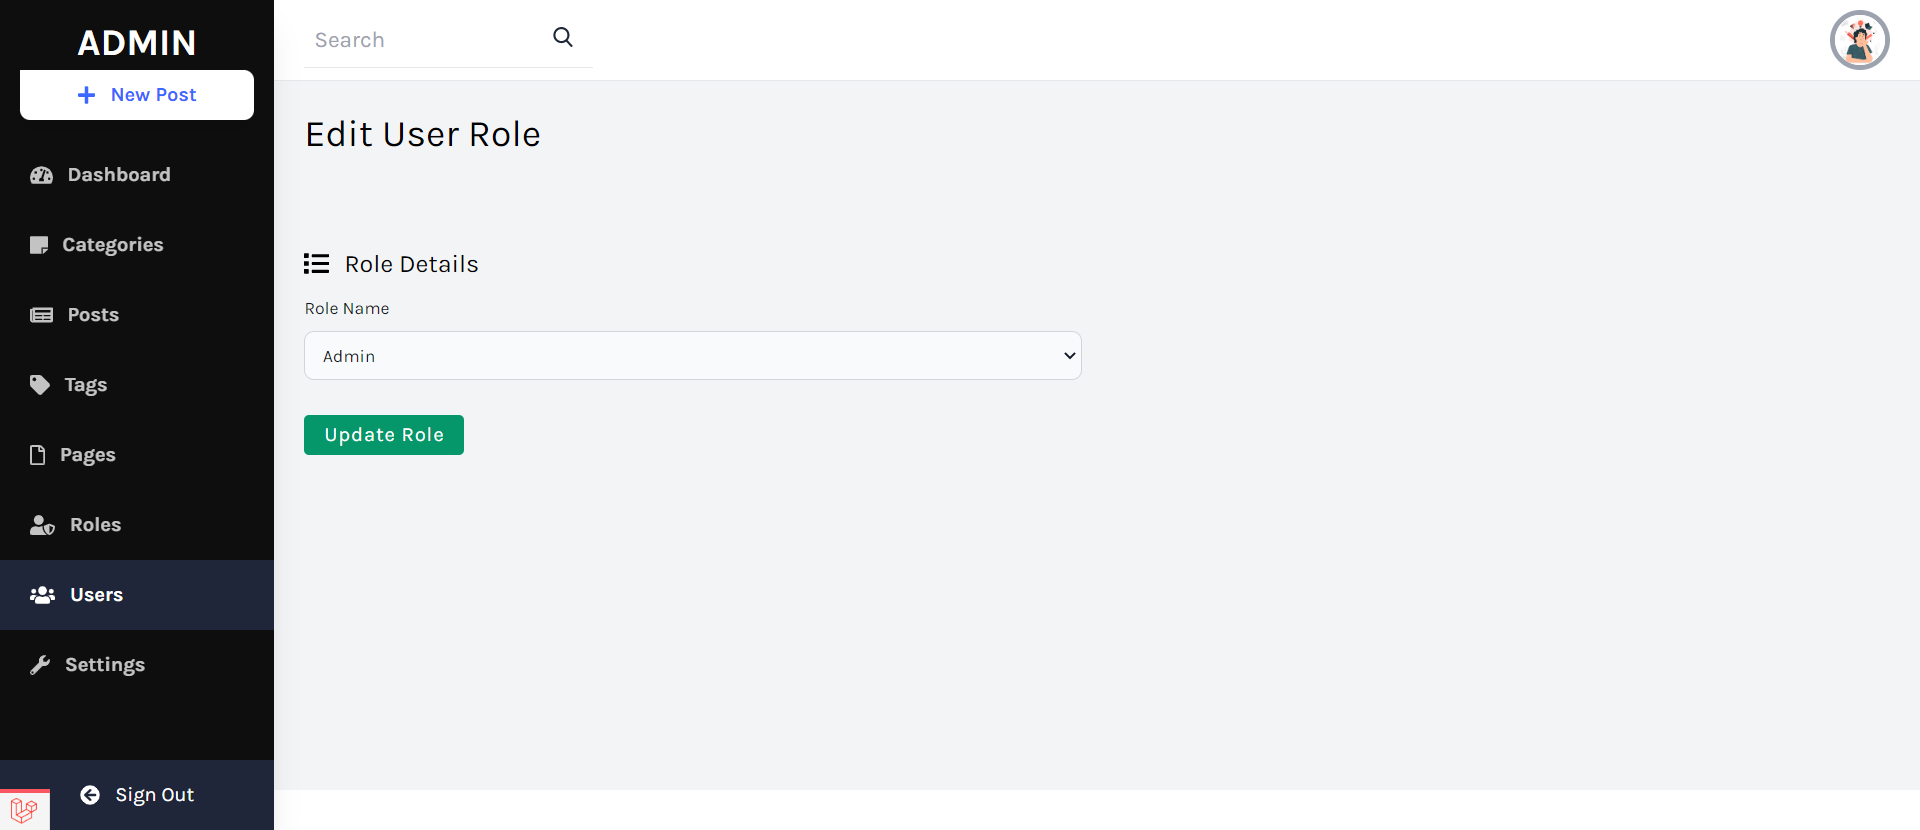 ADMIN
New Post
Dashboard
Categories
Posts
Tags
Pages
Roles
Users
Settings
Sign Out
Search
Edit User Role
Role Details
Role Name
Admin
Update Role